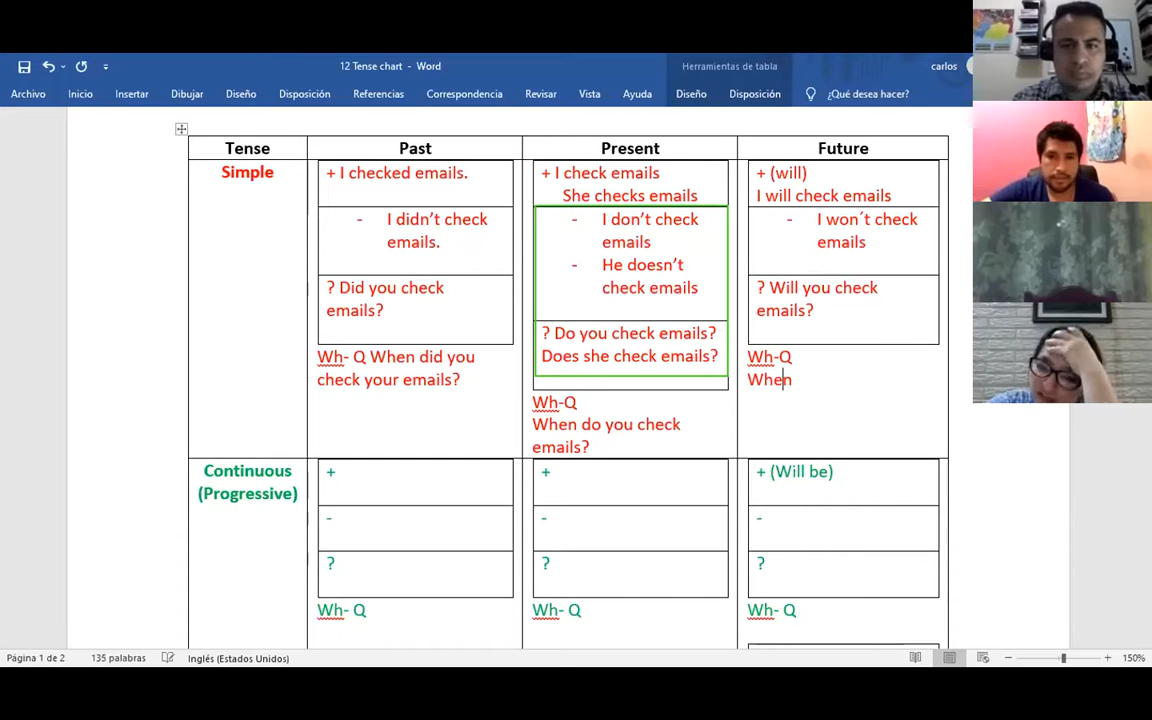 12 Tense chart - Word
Herramientas de tabla
carlos
Archivo Inicio Insertar Dibujar Diseño Disposición Referencias Correspondencia Revisar Vista Ayuda Diseño Disposición ¿Qué desea hacer?
Tense Past Present Future
Simple
+ I checked emails.
- I didn't check
emails.
? Did you check
emails?
Wh- Q When did you
check your emails?
+ I check emails
She checks emails
- I don't check
emails
- He doesn't
check emails
? Do you check emails?
Does she check emails?
Wh-Q
When do you check
emails?
+ (will)
I will check emails
- I won´t check
emails
? Will you check
emails?
Wh-Q
When
Continuous
(Progressive)
+
-
?
Wh- Q
+
-
?
Wh- Q
+ (Will be)
-
?
Wh- Q
Página 1 de 2 135 palabras Inglés (Estados Unidos) 150%